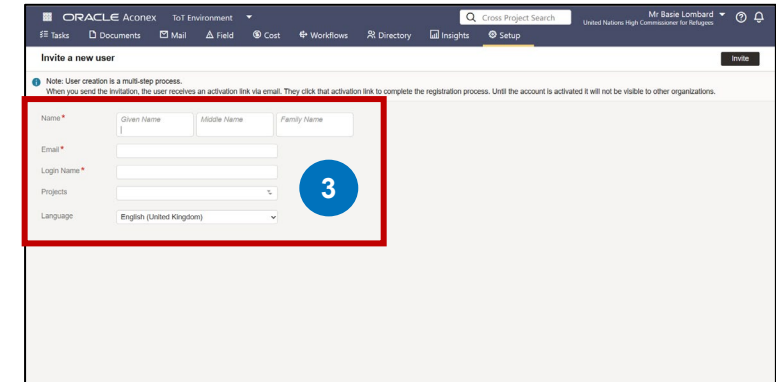 ORACLE Aconex ToT Environment Cross Project Search Mr Basie Lombard
United Nations High Commissioner for Refugees
Tasks Documents Mail Field Cost Workflows Directory Insights Setup
Invite a new user Invite
Note: User creation is a multi-step process.
When you send the invitation, the user receives an activation link via email. They click that activation link to complete the registration process. Until the account is activated it will not be visible to other organizations.
Name* Given Name Middle Name Family Name
Email*
Login Name*
Projects
3
Language English (United Kingdom)